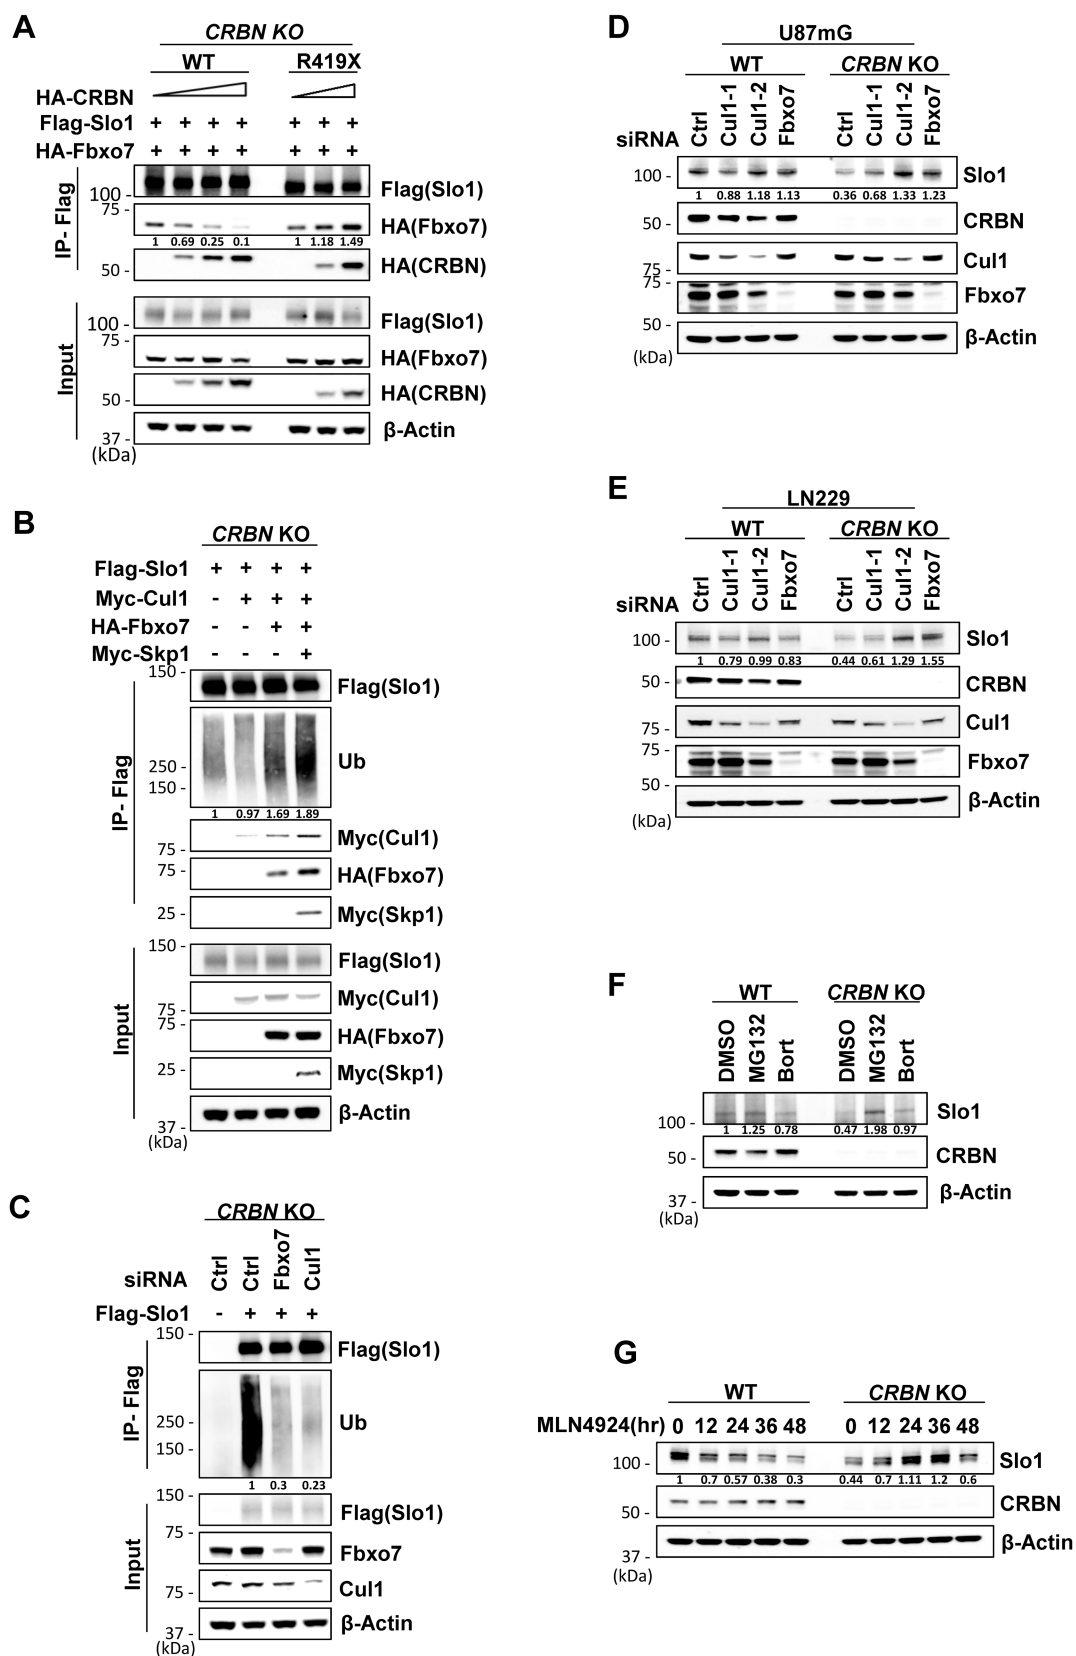 A
CRBN KO
WT R419X
HA-CRBN
Flag-Slo1 + + + + + + +
HA-Fbxo7 + + + + + + +
IP- Flag
100 - Flag(Slo1)
75 - HA(Fbxo7)
1 0.69 0.25 0.1 1 1.18 1.49
50 - HA(CRBN)
Input
100 - Flag(Slo1)
75 - HA(Fbxo7)
50 - HA(CRBN)
37 - β-Actin
(kDa)
B
CRBN KO
Flag-Slo1 + + + +
Myc-Cul1 - + + +
HA-Fbxo7 - - + +
Myc-Skp1 - - - +
IP- Flag
150 - Flag(Slo1)
250 - Ub
150 -
1 0.97 1.69 1.89
75 - Myc(Cul1)
75 - HA(Fbxo7)
25 - Myc(Skp1)
Input
150 - Flag(Slo1)
75 - Myc(Cul1)
75 - HA(Fbxo7)
25 - Myc(Skp1)
37 - β-Actin
(kDa)
C
CRBN KO
siRNA Ctrl Ctrl Fbxo7 Cul1
Flag-Slo1 - + + +
IP- Flag
150 - Flag(Slo1)
250 - Ub
150 -
1 0.3 0.23
Input
150 - Flag(Slo1)
75 - Fbxo7
75 - Cul1
37 - β-Actin
(kDa)
D
U87mG
WT CRBN KO
siRNA Ctrl Cul1-1 Cul1-2 Fbxo7 Ctrl Cul1-1 Cul1-2 Fbxo7
100 - Slo1
1 0.88 1.18 1.13 0.36 0.68 1.33 1.23
50 - CRBN
75 - Cul1
75 - Fbxo7
50 - β-Actin
(kDa)
E
LN229
WT CRBN KO
siRNA Ctrl Cul1-1 Cul1-2 Fbxo7 Ctrl Cul1-1 Cul1-2 Fbxo7
100 - Slo1
1 0.79 0.99 0.83 0.44 0.61 1.29 1.55
50 - CRBN
75 - Cul1
75 - Fbxo7
50 - β-Actin
(kDa)
F
WT CRBN KO
DMSO MG132 Bort DMSO MG132 Bort
100 - Slo1
1 1.25 0.78 0.47 1.98 0.97
50 - CRBN
37 - β-Actin
(kDa)
G
WT CRBN KO
MLN4924(hr) 0 12 24 36 48 0 12 24 36 48
100 - Slo1
1 0.7 0.57 0.38 0.3 0.44 0.7 1.11 1.2 0.6
50 - CRBN
37 - β-Actin
(kDa)